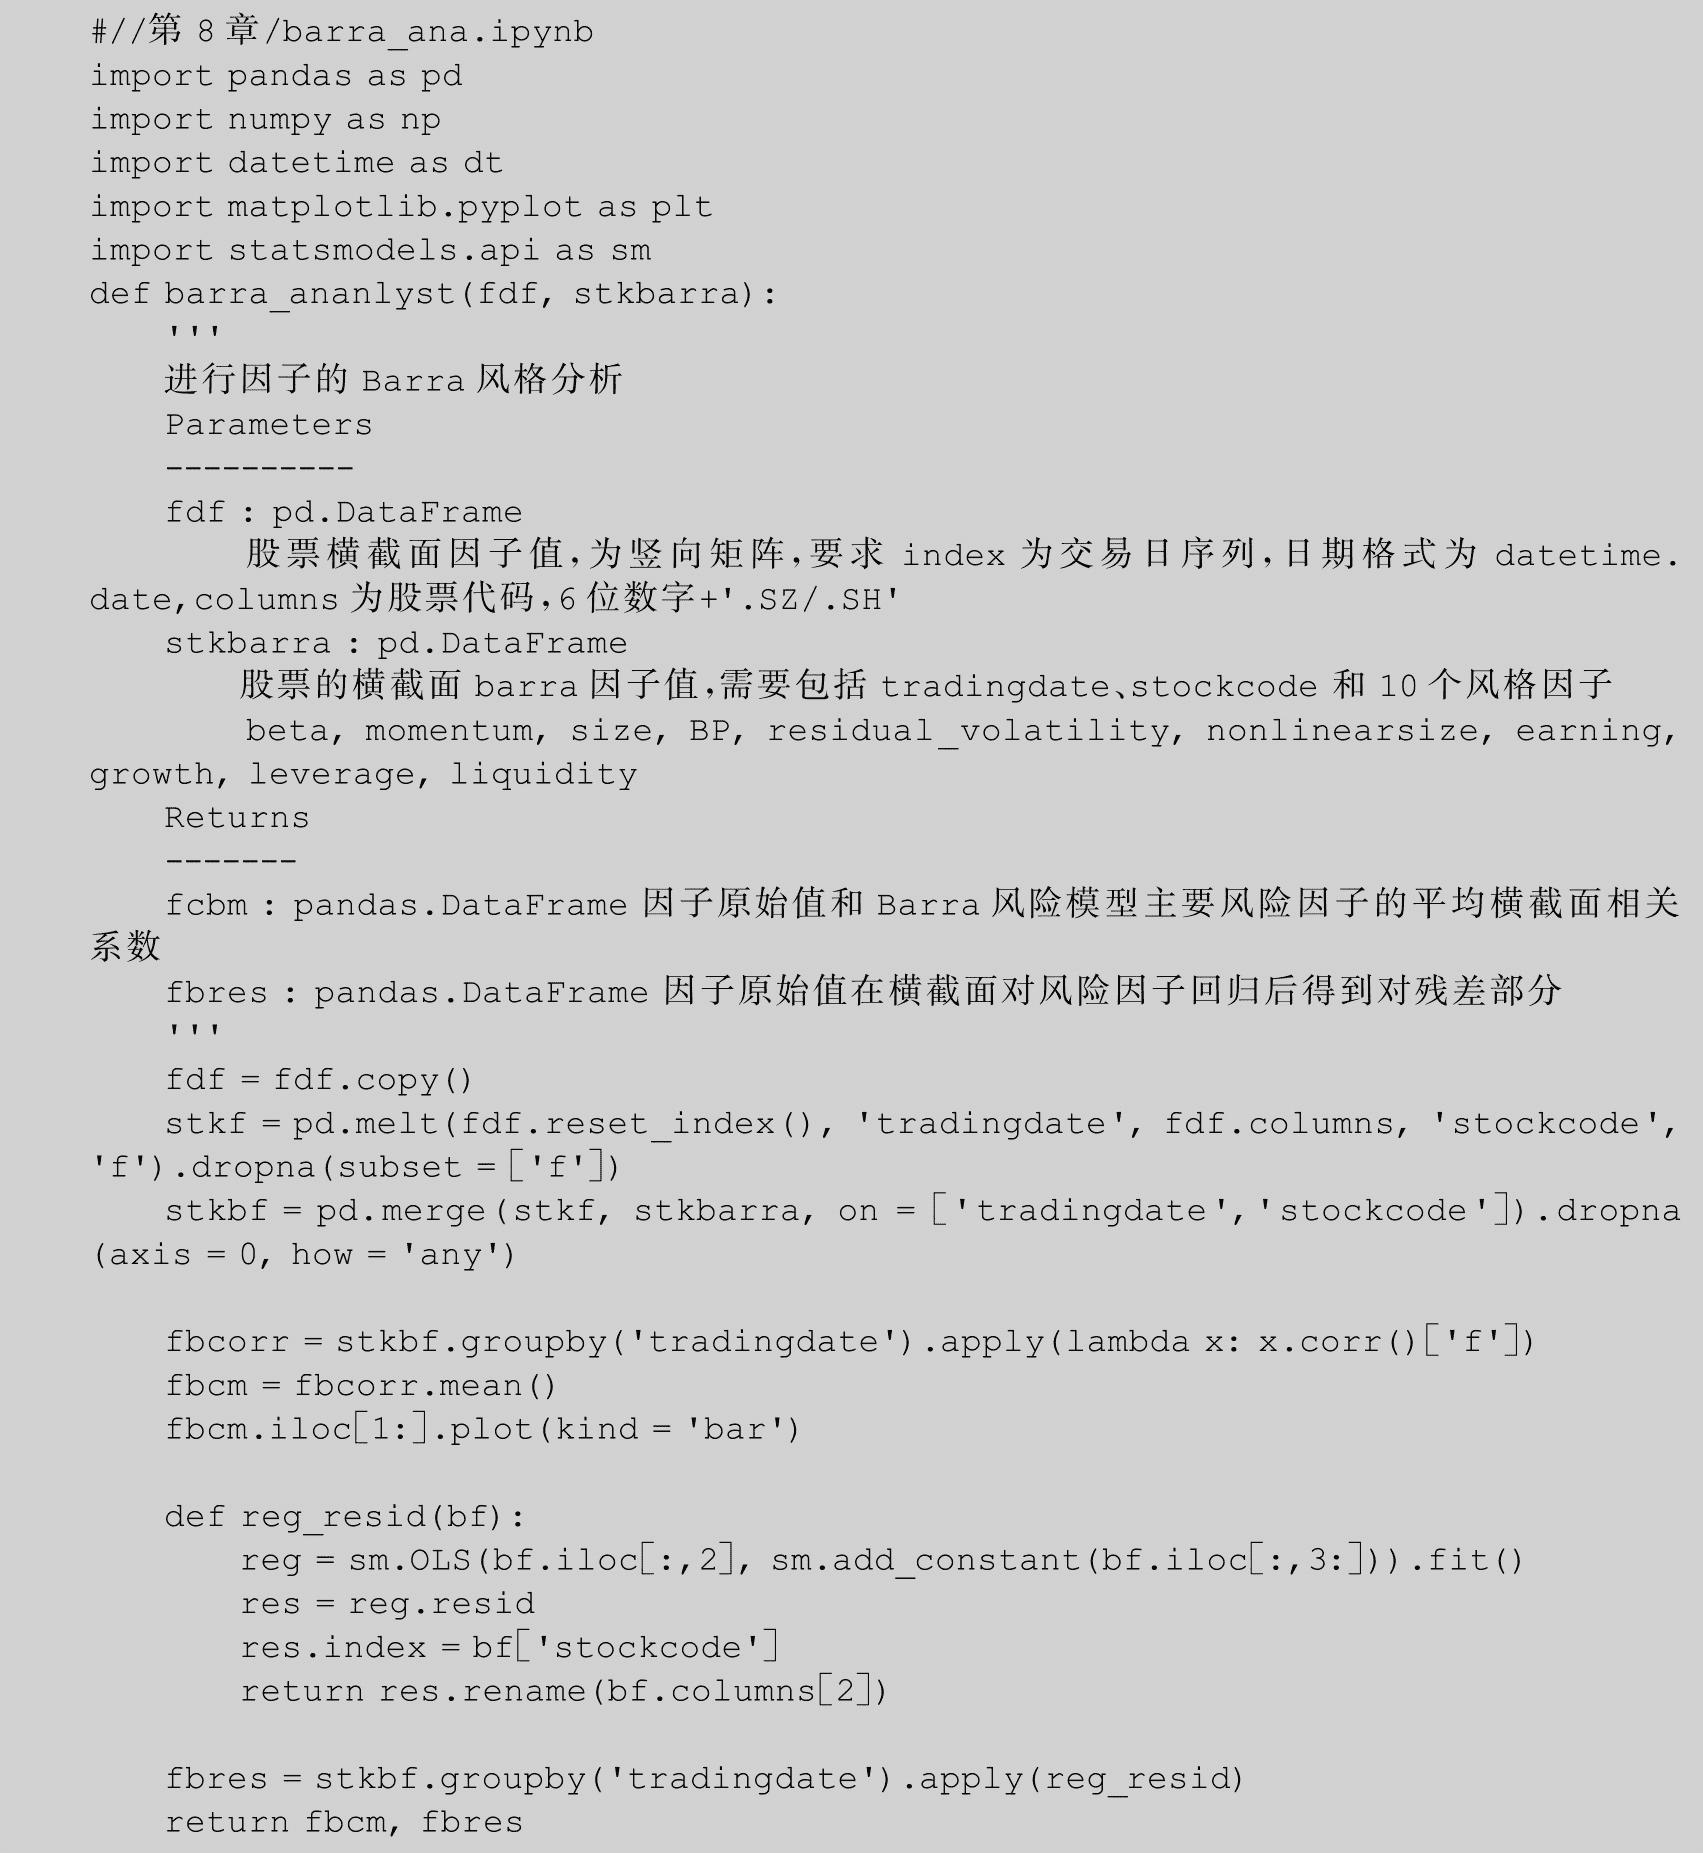 #//第 8 章/barra_ana.ipynb
import pandas as pd
import numpy as np
import datetime as dt
import matplotlib.pyplot as plt
import statsmodels.api as sm
def barra_ananlyst(fdf, stkbarra):
    '''
    进行因子的 Barra 风格分析
    Parameters
    ----------
    fdf : pd.DataFrame
        股票横截面因子值,为竖向矩阵,要求 index 为交易日序列,日期格式为 datetime.
date,columns 为股票代码,6 位数字+'.SZ/.SH'
    stkbarra : pd.DataFrame
        股票的横截面 barra 因子值,需要包括 tradingdate、stockcode 和 10 个风格因子
        beta, momentum, size, BP, residual_volatility, nonlinearsize, earning,
growth, leverage, liquidity
    Returns
    -------
    fcbm : pandas.DataFrame 因子原始值和 Barra 风险模型主要风险因子的平均横截面相关
系数
    fbres : pandas.DataFrame 因子原始值在横截面对风险因子回归后得到对残差部分
    '''
    fdf = fdf.copy()
    stkf = pd.melt(fdf.reset_index(), 'tradingdate', fdf.columns, 'stockcode',
'f').dropna(subset = ['f'])
    stkbf = pd.merge(stkf, stkbarra, on = ['tradingdate','stockcode']).dropna
(axis = 0, how = 'any')
    fbcorr = stkbf.groupby('tradingdate').apply(lambda x: x.corr()['f'])
    fbcm = fbcorr.mean()
    fbcm.iloc[1:].plot(kind = 'bar')
    def reg_resid(bf):
        reg = sm.OLS(bf.iloc[:,2], sm.add_constant(bf.iloc[:,3:])).fit()
        res = reg.resid
        res.index = bf['stockcode']
        return res.rename(bf.columns[2])
    fbres = stkbf.groupby('tradingdate').apply(reg_resid)
    return fbcm, fbres